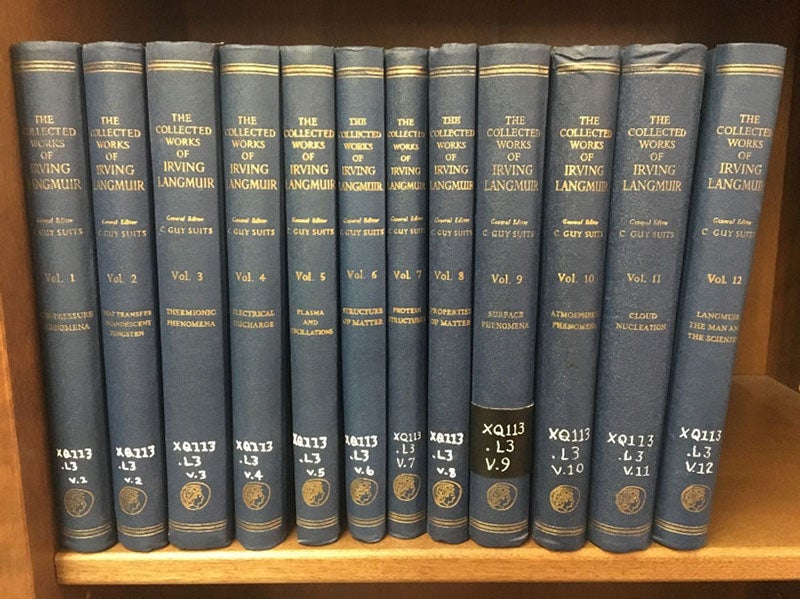 THE
COLLECTED
WORKS
OF
IRVING
LANGMUIR
General Editor
C. GUY SUITS
Vol. 1
LOW-PRESSURE
PHENOMENA
XQ113
.L3
v.1
THE
COLLECTED
WORKS
OF
IRVING
LANGMUIR
General Editor
C. GUY SUITS
Vol. 2
HEAT TRANSFER
INCANDESCENT
TUNGSTEN
XQ113
.L3
v.2
THE
COLLECTED
WORKS
OF
IRVING
LANGMUIR
General Editor
C. GUY SUITS
Vol. 3
THERMIONIC
PHENOMENA
XQ113
.L3
v.3
THE
COLLECTED
WORKS
OF
IRVING
LANGMUIR
General Editor
C. GUY SUITS
Vol. 4
ELECTRICAL
DISCHARGE
XQ113
.L3
v.4
THE
COLLECTED
WORKS
OF
IRVING
LANGMUIR
General Editor
C. GUY SUITS
Vol. 5
PLASMA
AND
OSCILLATIONS
XQ113
.L3
v.5
THE
COLLECTED
WORKS
OF
IRVING
LANGMUIR
General Editor
C. GUY SUITS
Vol. 6
STRUCTURE
OF MATTER
XQ113
.L3
v.6
THE
COLLECTED
WORKS
OF
IRVING
LANGMUIR
General Editor
C. GUY SUITS
Vol. 7
PROTEIN
STRUCTURES
XQ113
.L3
V.7
THE
COLLECTED
WORKS
OF
IRVING
LANGMUIR
General Editor
C. GUY SUITS
Vol. 8
PROPERTIES
OF MATTER
XQ113
.L3
v.8
THE
COLLECTED
WORKS
OF
IRVING
LANGMUIR
General Editor
C. GUY SUITS
Vol. 9
SURFACE
PHENOMENA
XQ113
.L3
V.9
THE
COLLECTED
WORKS
OF
IRVING
LANGMUIR
General Editor
C. GUY SUITS
Vol. 10
ATMOSPHERIC
PHENOMENA
XQ113
.L3
V.10
THE
COLLECTED
WORKS
OF
IRVING
LANGMUIR
General Editor
C. GUY SUITS
Vol. 11
CLOUD
NUCLEATION
XQ113
.L3
V.11
THE
COLLECTED
WORKS
OF
IRVING
LANGMUIR
General Editor
C. GUY SUITS
Vol. 12
LANGMUIR
THE MAN AND
THE SCIENTIST
XQ113
.L3
V.12